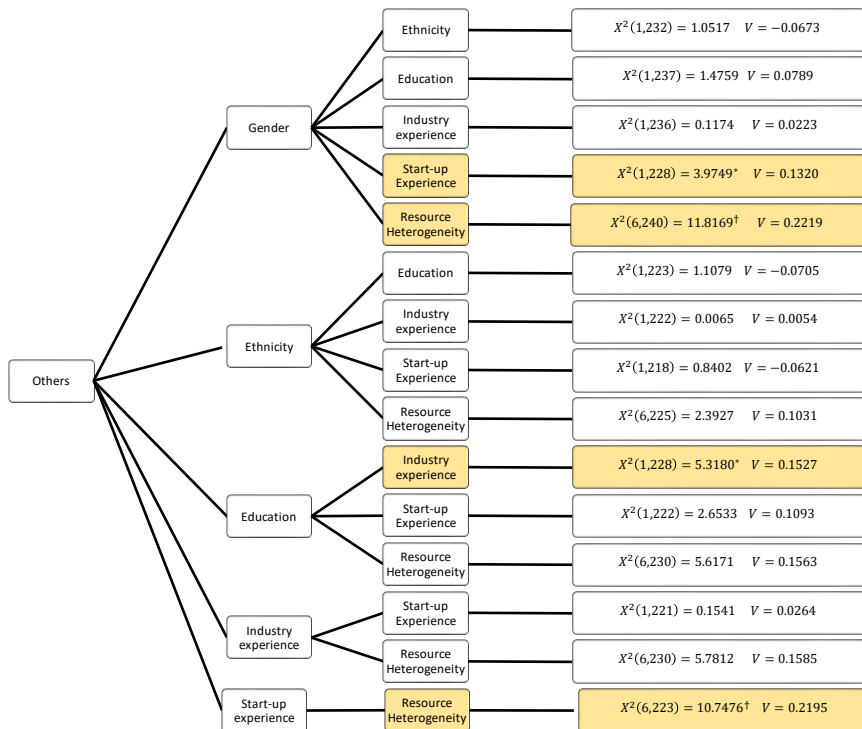 Others
Gender
Ethnicity
X²(1,232) = 1.0517 V = −0.0673
Education
X²(1,237) = 1.4759 V = 0.0789
Industry
experience
X²(1,236) = 0.1174 V = 0.0223
Start-up
Experience
X²(1,228) = 3.9749* V = 0.1320
Resource
Heterogeneity
X²(6,240) = 11.8169† V = 0.2219
Ethnicity
Education
X²(1,223) = 1.1079 V = −0.0705
Industry
experience
X²(1,222) = 0.0065 V = 0.0054
Start-up
Experience
X²(1,218) = 0.8402 V = −0.0621
Resource
Heterogeneity
X²(6,225) = 2.3927 V = 0.1031
Education
Industry
experience
X²(1,228) = 5.3180* V = 0.1527
Start-up
Experience
X²(1,222) = 2.6533 V = 0.1093
Resource
Heterogeneity
X²(6,230) = 5.6171 V = 0.1563
Industry
experience
Start-up
Experience
X²(1,221) = 0.1541 V = 0.0264
Resource
Heterogeneity
X²(6,230) = 5.7812 V = 0.1585
Start-up
experience
Resource
Heterogeneity
X²(6,223) = 10.7476† V = 0.2195